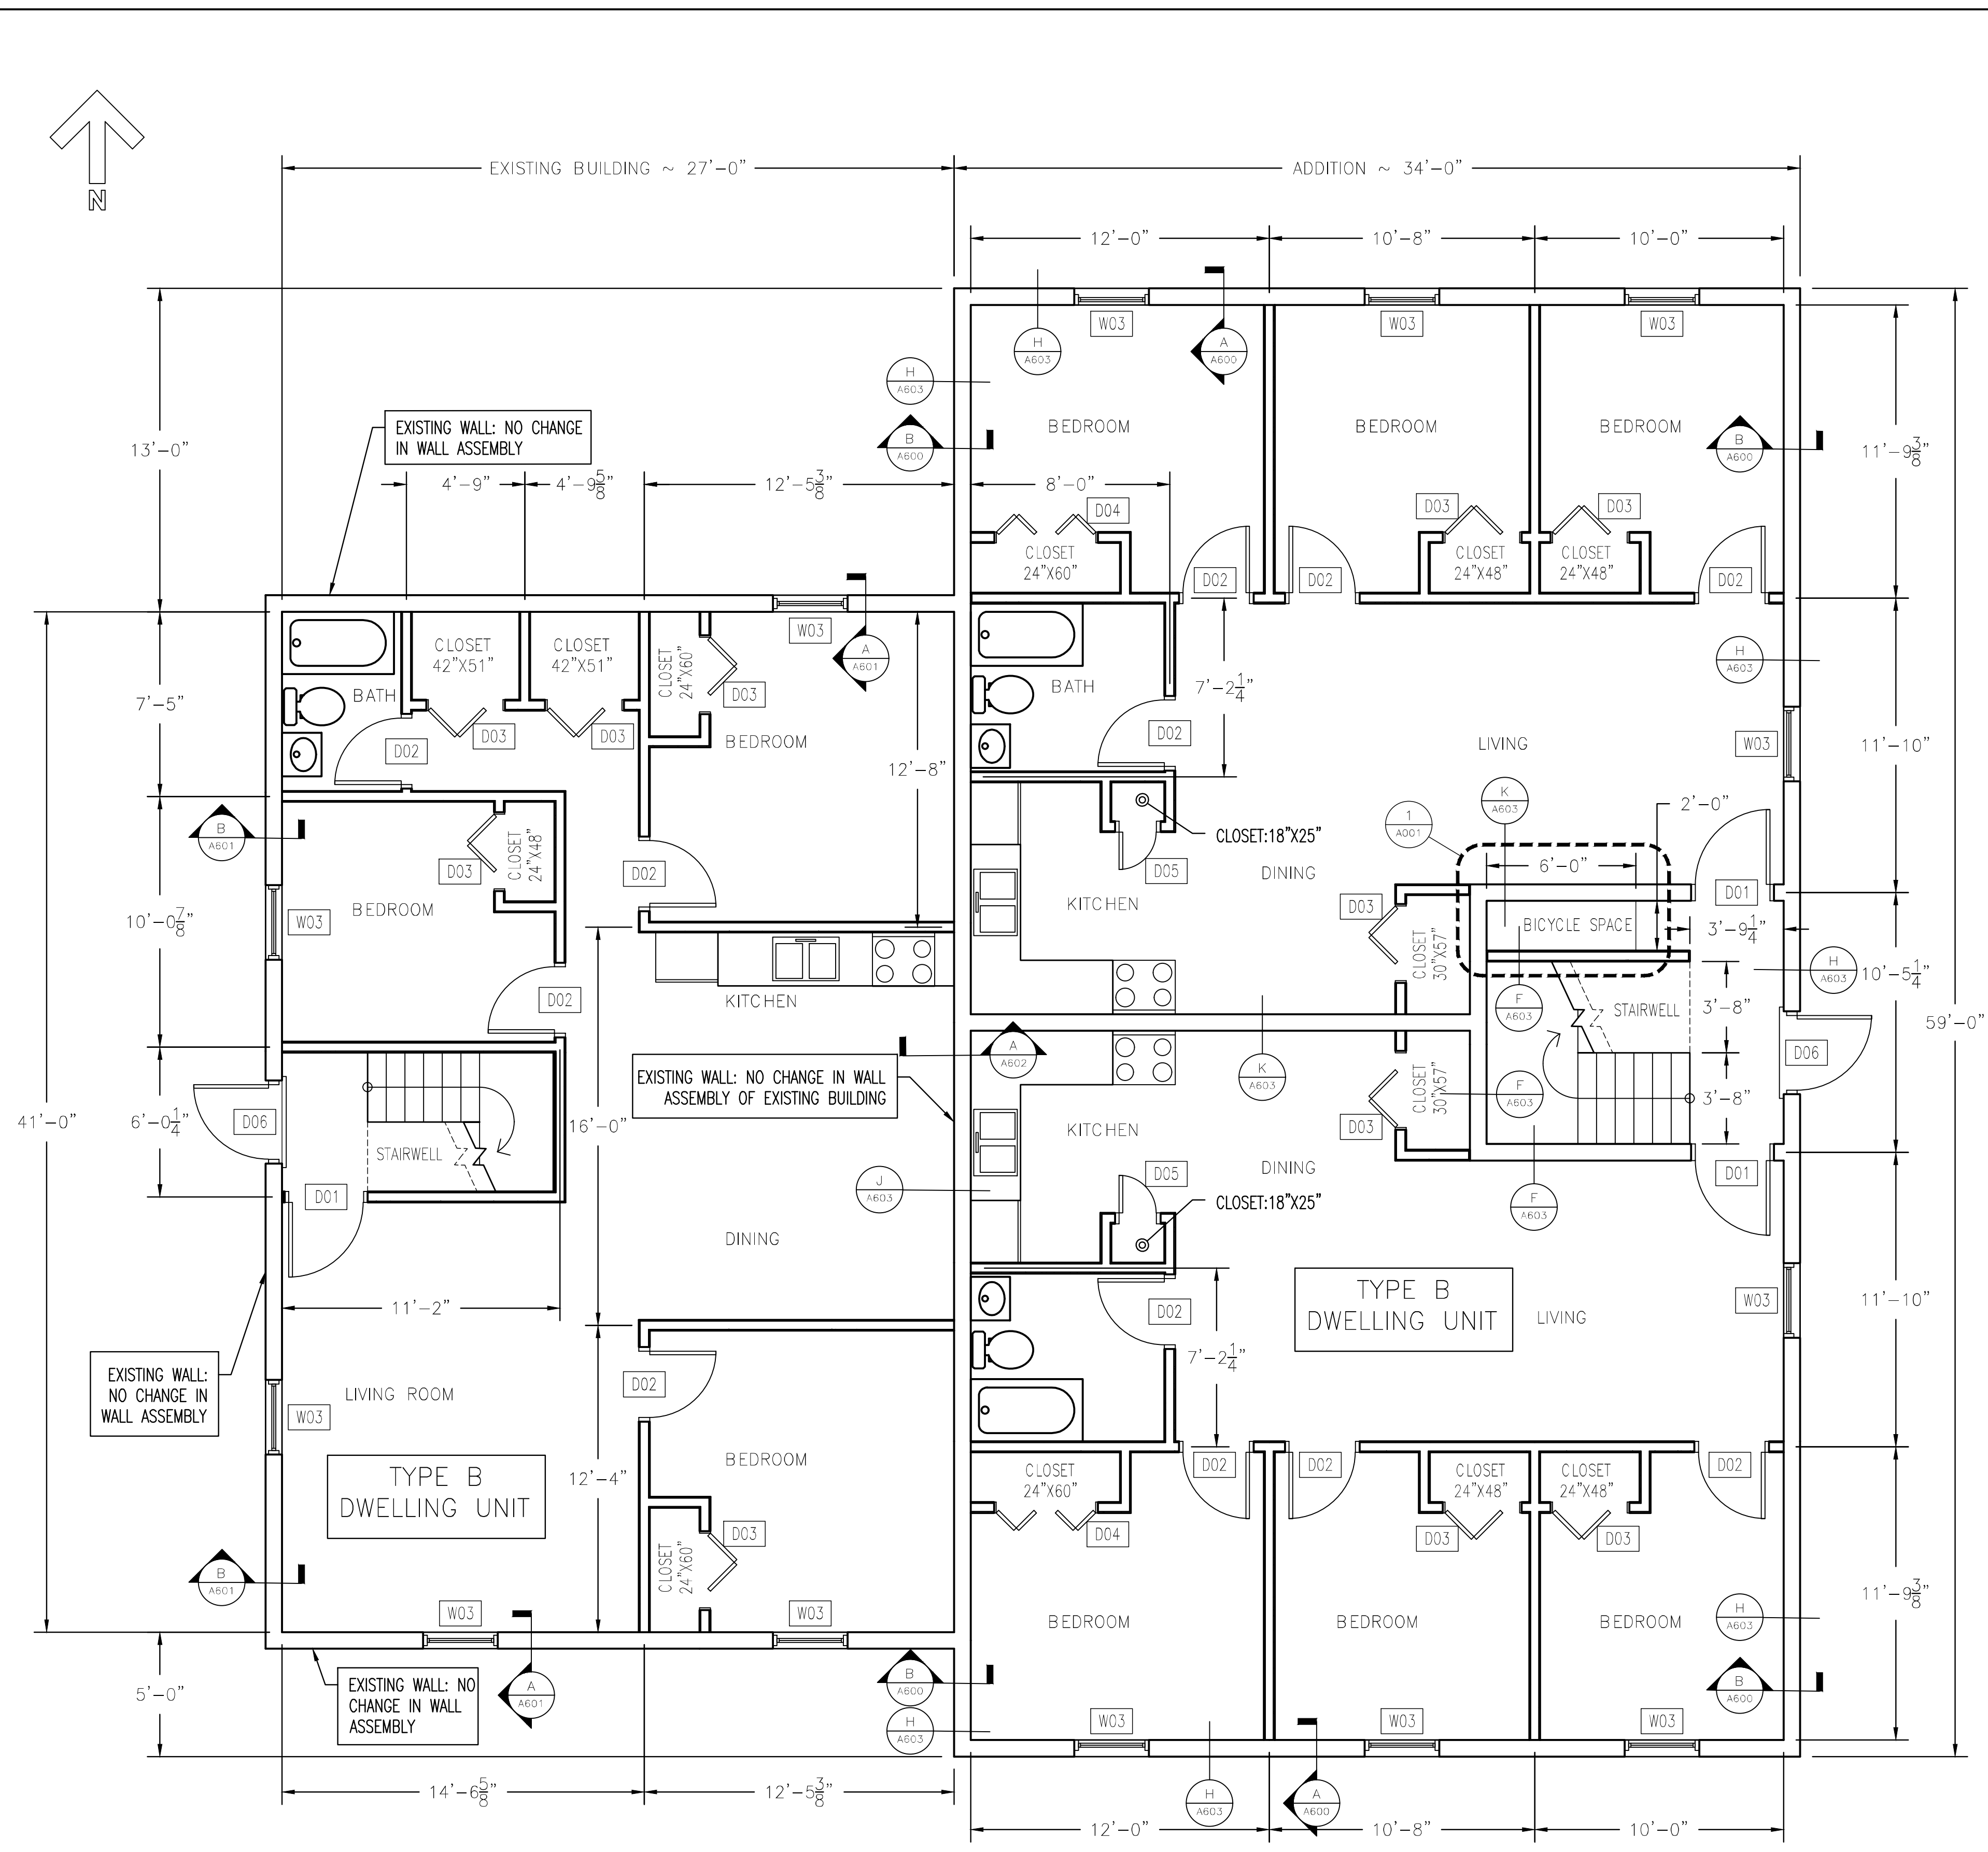 N
EXISTING BUILDING ~ 27'-0"
ADDITION ~ 34'-0"
12'-0"
10'-8"
10'-0"
W03
W03
W03
H
A603
A
A600
H
A603
13'-0"
EXISTING WALL: NO CHANGE
IN WALL ASSEMBLY
B
A600
BEDROOM
BEDROOM
BEDROOM
B
A600
11'-9 3/8"
4'-9"
4'-9 5/8"
12'-5 3/8"
8'-0"
D04
D03
D03
CLOSET
24"X60"
CLOSET
24"X48"
CLOSET
24"X48"
D02
D02
D02
W03
A
A601
CLOSET
42"X51"
CLOSET
42"X51"
CLOSET
24"X60"
BATH
D03
D03
D03
D02
7'-5"
BEDROOM
12'-8"
BATH
7'-2 1/4"
D02
LIVING
H
A603
W03
11'-10"
B
A601
K
A603
2'-0"
1
A001
CLOSET:18"X25"
6'-0"
D03
CLOSET
24"X48"
D02
D05
DINING
D01
10'-0 7/8"
W03
BEDROOM
KITCHEN
D03
CLOSET
30"X57"
BICYCLE SPACE
3'-9 1/4"
H
A603
10'-5 1/4"
D02
KITCHEN
F
A603
STAIRWELL
3'-8"
59'-0"
A
A602
EXISTING WALL: NO CHANGE IN WALL
ASSEMBLY OF EXISTING BUILDING
K
A603
D06
F
A603
3'-8"
41'-0"
6'-0 1/4"
D06
STAIRWELL
16'-0"
KITCHEN
D03
CLOSET
30"X57"
D01
J
A603
D05
DINING
D01
CLOSET:18"X25"
F
A603
DINING
11'-2"
D02
7'-2 1/4"
TYPE B
DWELLING UNIT
LIVING
W03
11'-10"
EXISTING WALL:
NO CHANGE IN
WALL ASSEMBLY
LIVING ROOM
W03
D02
TYPE B
DWELLING UNIT
12'-4"
BEDROOM
D03
CLOSET
24"X60"
CLOSET
24"X60"
D02
D02
CLOSET
24"X48"
CLOSET
24"X48"
D02
D04
D03
D03
B
A601
W03
W03
BEDROOM
BEDROOM
BEDROOM
H
A603
11'-9 3/8"
5'-0"
EXISTING WALL: NO
CHANGE IN WALL
ASSEMBLY
A
A601
B
A600
H
A603
B
A600
W03
W03
W03
14'-6 5/8"
12'-5 3/8"
H
A603
A
A600
12'-0"
10'-8"
10'-0"